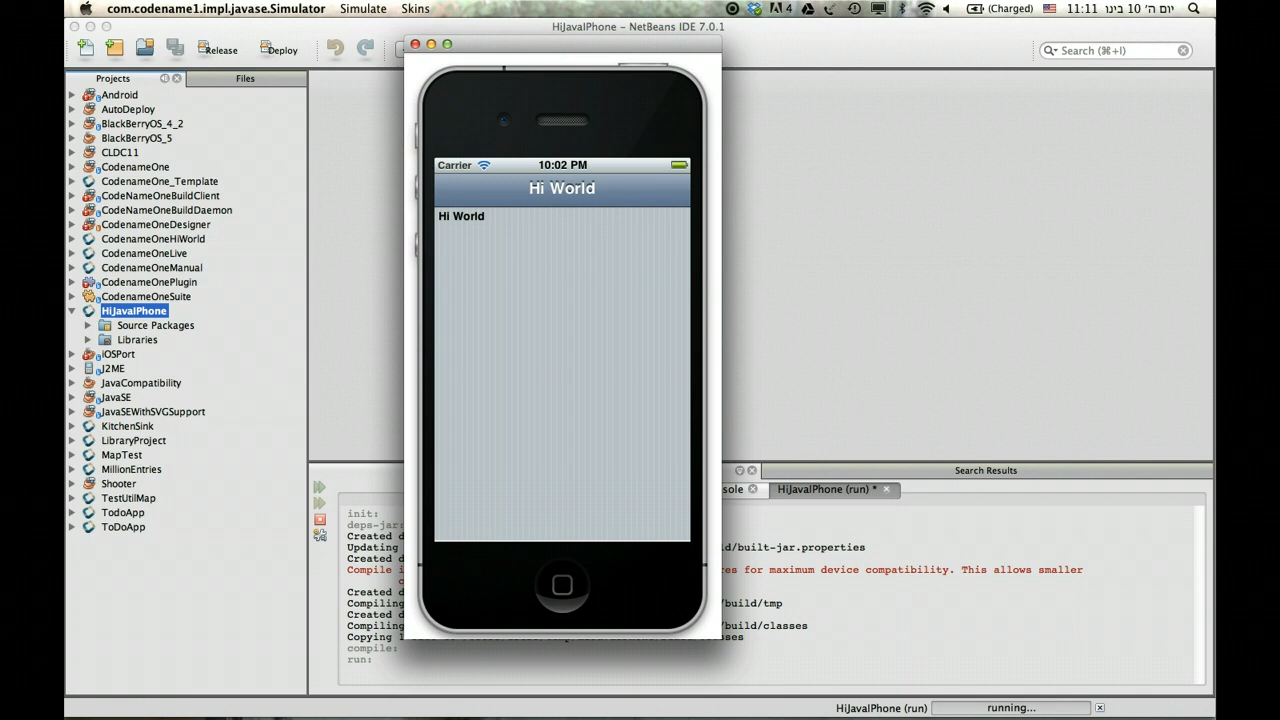 com.codename1.impl.javase.Simulator Simulate Skins 4 (Charged) 11:11 יום ה׳ 10 ביוני
HiJavaIPhone - NetBeans IDE 7.0.1
Release Deploy Search (⌘+I)
Projects Files
Android
AutoDeploy
BlackBerryOS_4_2
BlackBerryOS_5
CLDC11
CodenameOne
CodenameOne_Template
CodeNameOneBuildClient
CodeNameOneBuildDaemon
CodenameOneDesigner
CodenameOneHiWorld
CodenameOneLive
CodenameOneManual
CodenameOnePlugin
CodenameOneSuite
HiJavaIPhone
Source Packages
Libraries
iOSPort
J2ME
JavaCompatibility
JavaSE
JavaSEWithSVGSupport
KitchenSink
LibraryProject
MapTest
MillionEntries
Shooter
TestUtilMap
TodoApp
ToDoApp
Carrier 10:02 PM
Hi World
Hi World
Search Results
HiJavaIPhone (run) *
init:
deps-jar:
Created d
Updating d/built-jar.properties
Created d
Compile i res for maximum device compatibility. This allows smaller
Created d
Compiling /build/tmp
Created d
Compiling /build/classes
Copying
compile:
run:
HiJavaIPhone (run) running...